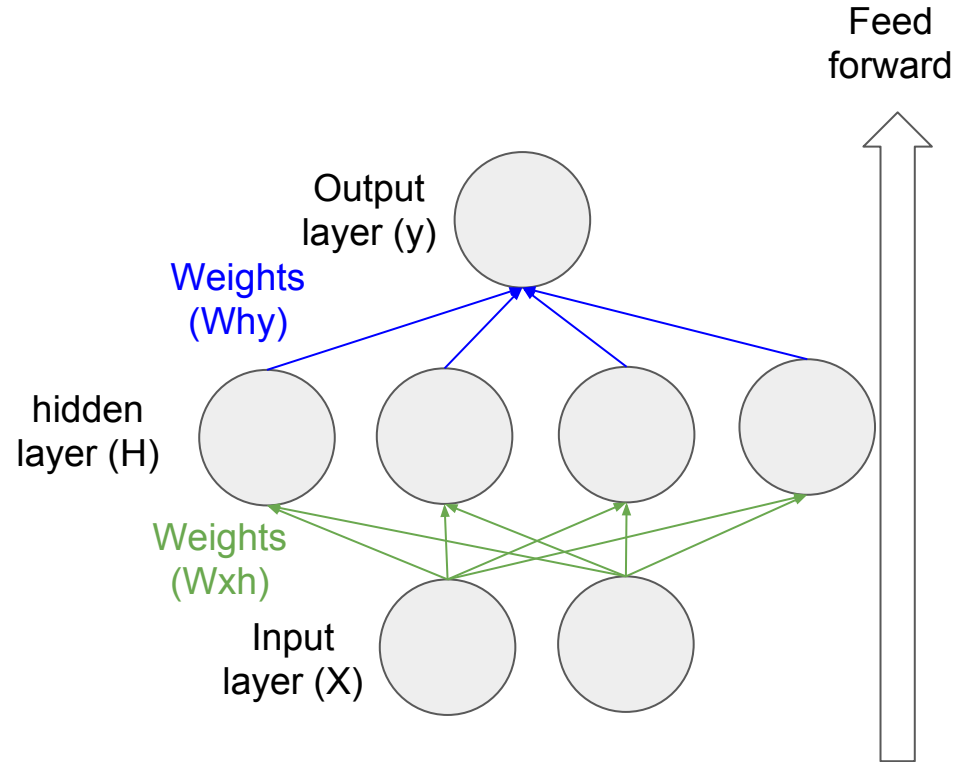 Feed
forward
Output
layer (y)
Weights
(Why)
hidden
layer (H)
Weights
(Wxh)
Input
layer (X)